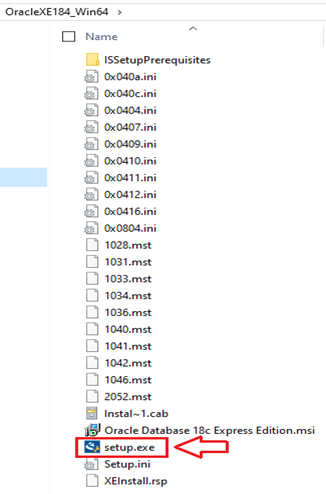 OracleXE184_Win64
Name
ISSetupPrerequisites
0x040a.ini
0x040c.ini
0x0404.ini
0x0407.ini
0x0409.ini
0x0410.ini
0x0411.ini
0x0412.ini
0x0416.ini
0x0804.ini
1028.mst
1031.mst
1033.mst
1034.mst
1036.mst
1040.mst
1041.mst
1042.mst
1046.mst
2052.mst
Instal~1.cab
Oracle Database 18c Express Edition.msi
setup.exe
Setup.ini
XEInstall.rsp